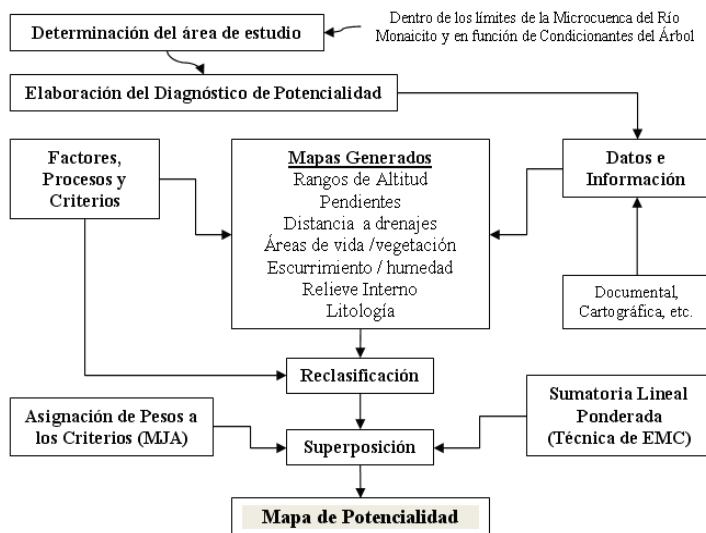 Determinación del área de estudio
Dentro de los límites de la Microcuenca del Río
Monaicito y en función de Condicionantes del Árbol
Elaboración del Diagnóstico de Potencialidad
Factores,
Procesos y
Criterios
Mapas Generados
Rangos de Altitud
Pendientes
Distancia a drenajes
Áreas de vida /vegetación
Escurrimiento / humedad
Relieve Interno
Litología
Datos e
Información
Documental,
Cartográfica, etc.
Reclasificación
Asignación de Pesos a
los Criterios (MJA)
Superposición
Sumatoria Lineal
Ponderada
(Técnica de EMC)
Mapa de Potencialidad